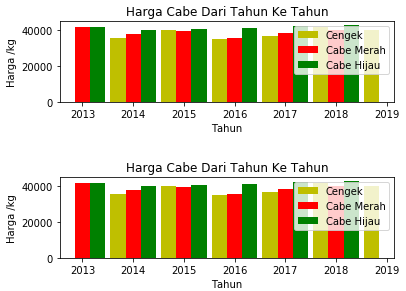 Harga Cabe Dari Tahun Ke Tahun
40000
20000
0
Harga /kg
Cengek
Cabe Merah
Cabe Hijau
2013 2014 2015 2016 2017 2018 2019
Tahun
Harga Cabe Dari Tahun Ke Tahun
40000
20000
0
Harga /kg
Cengek
Cabe Merah
Cabe Hijau
2013 2014 2015 2016 2017 2018 2019
Tahun